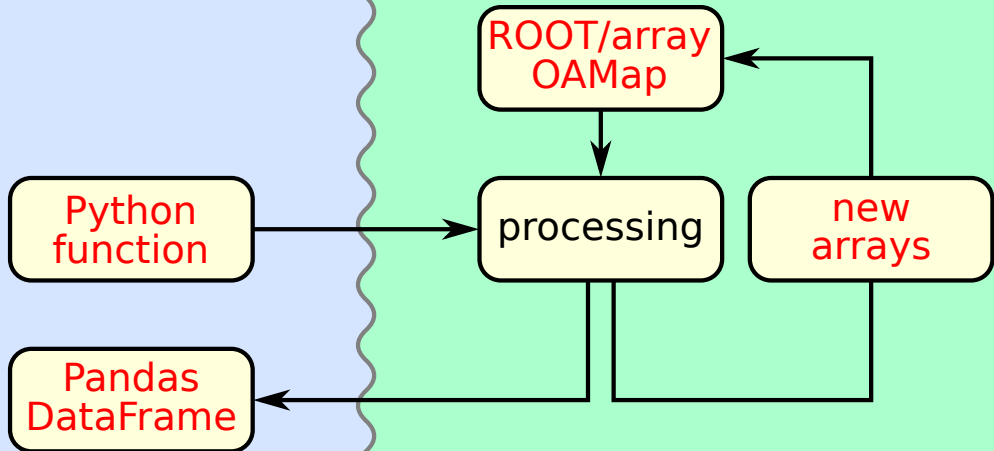 ROOT/array
OAMap
Python
function
processing
new
arrays
Pandas
DataFrame